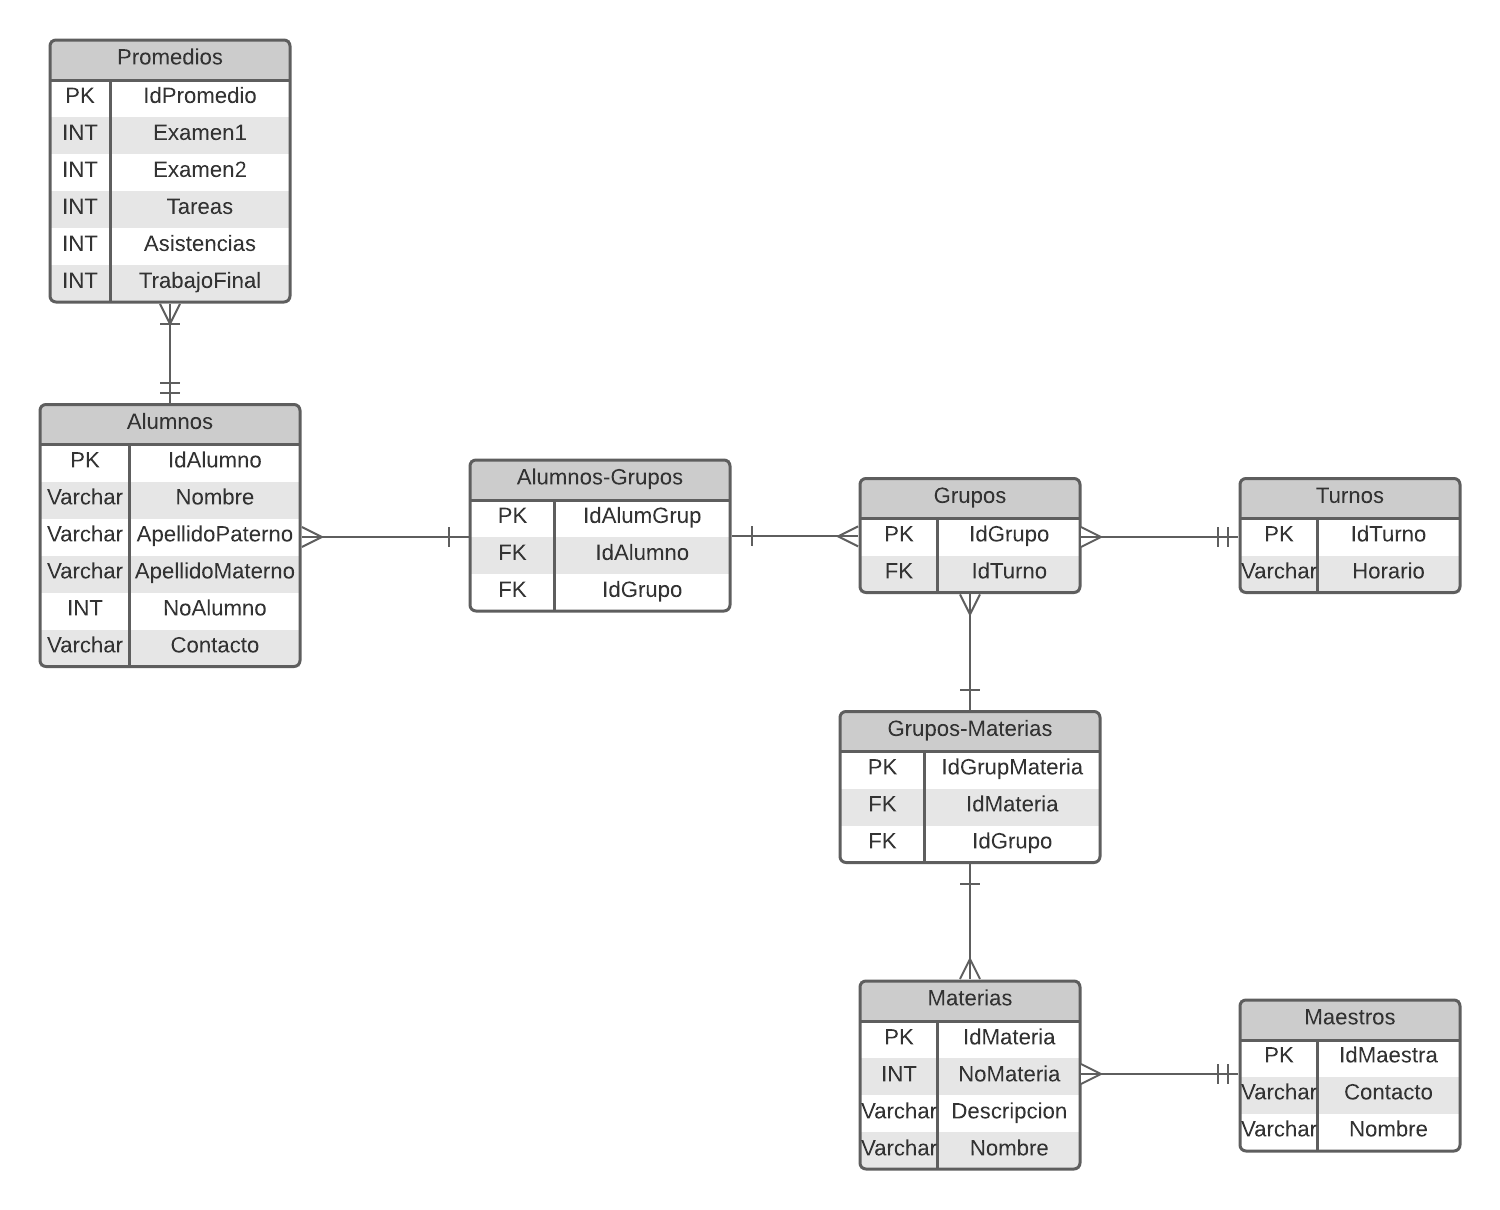 Promedios
PK IdPromedio
INT Examen1
INT Examen2
INT Tareas
INT Asistencias
INT TrabajoFinal
Alumnos
PK IdAlumno
Varchar Nombre
Varchar ApellidoPaterno
Varchar ApellidoMaterno
INT NoAlumno
Varchar Contacto
Alumnos-Grupos
PK IdAlumGrup
FK IdAlumno
FK IdGrupo
Grupos
PK IdGrupo
FK IdTurno
Turnos
PK IdTurno
Varchar Horario
Grupos-Materias
PK IdGrupMateria
FK IdMateria
FK IdGrupo
Materias
PK IdMateria
INT NoMateria
Varchar Descripcion
Varchar Nombre
Maestros
PK IdMaestra
Varchar Contacto
Varchar Nombre